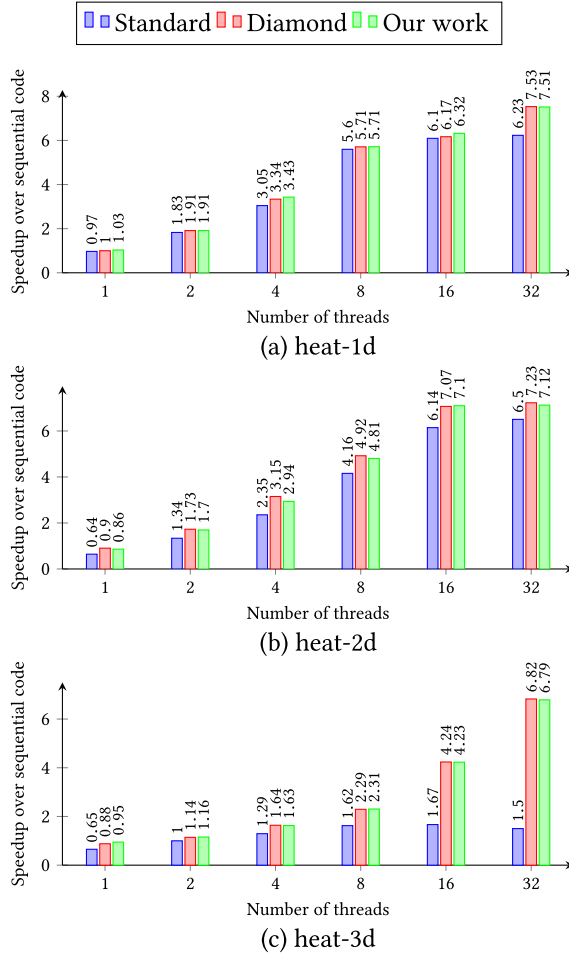 Standard Diamond Our work
Speedup over sequential code
8
6
4
2
0
0.97 1 1.03
1.83 1.91 1.91
3.05 3.34 3.43
5.6 5.71 5.71
6.1 6.17 6.32
6.23 7.53 7.51
1 2 4 8 16 32
Number of threads
(a) heat-1d
Speedup over sequential code
6
4
2
0
0.64 0.9 0.86
1.34 1.73 1.7
2.35 3.15 2.94
4.16 4.92 4.81
6.14 7.07 7.1
6.5 7.23 7.12
1 2 4 8 16 32
Number of threads
(b) heat-2d
Speedup over sequential code
6
4
2
0
0.65 0.88 0.95
1 1.14 1.16
1.29 1.64 1.63
1.62 2.29 2.31
1.67 4.24 4.23
1.5 6.82 6.79
1 2 4 8 16 32
Number of threads
(c) heat-3d